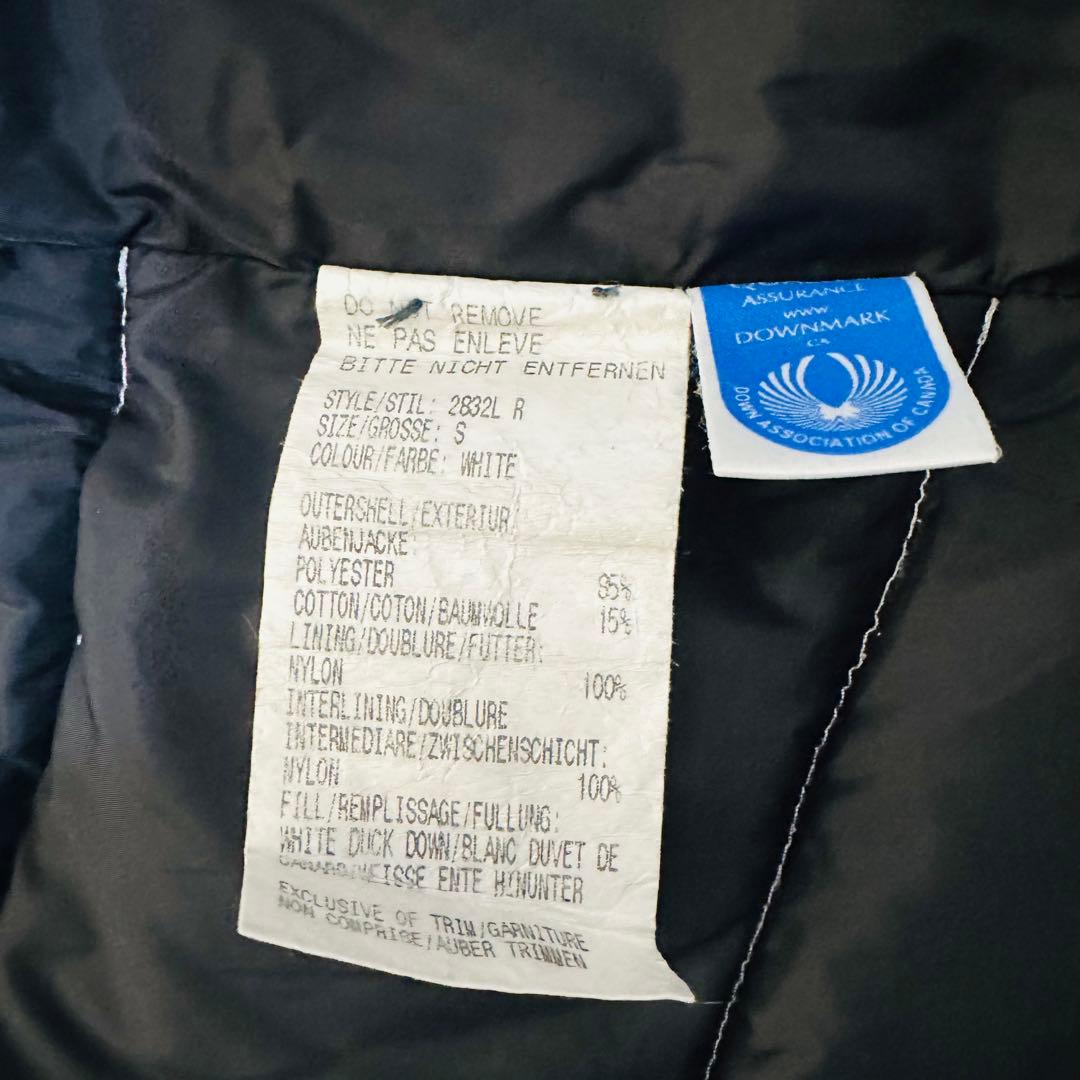 DO NOT REMOVE
NE PAS ENLEVE
BITTE NICHT ENTFERNEN
STYLE/STIL: 2832L R
SIZE/GROSSE: S
COLOUR/FARBE: WHITE
OUTERSHELL/EXTERIUR/
AUBENJACKE:
POLYESTER 85%
COTTON/COTON/BAUMWOLLE 15%
LINING/DOUBLURE/FUTTER:
NYLON 100%
INTERLINING/DOUBLURE
INTERMEDIARE/ZWISCHENSCHICHT:
NYLON 100%
FILL/REMPLISSAGE/FULLUNG:
WHITE DUCK DOWN/BLANC DUVET DE
CANARD/WEISSE ENTE HINUNTER
EXCLUSIVE OF TRIM/GARNITURE
NON COMPRISE/AUBER TRIMMEN
ASSURANCE
www
DOWNMARK
CA
DOWN ASSOCIATION OF CANADA